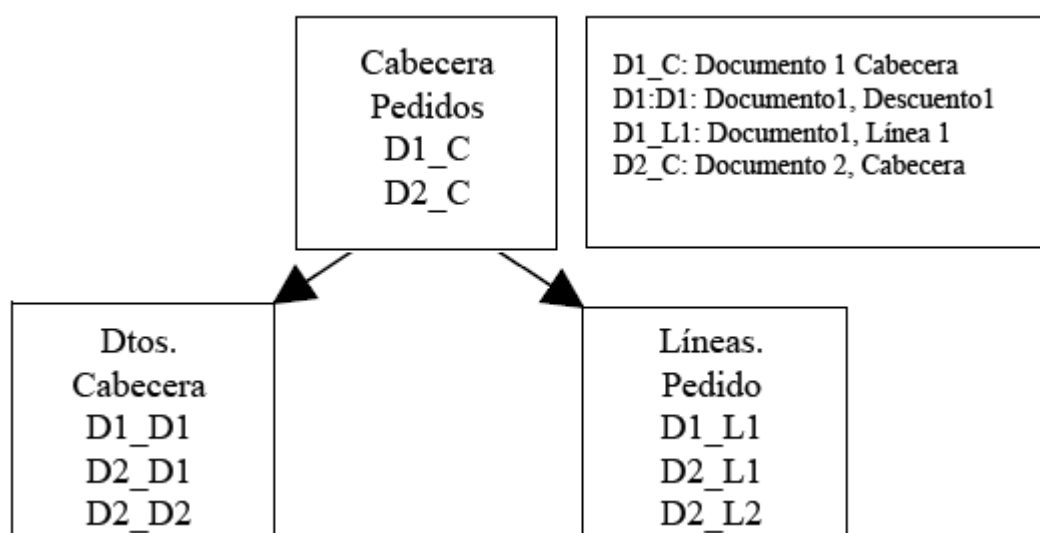 Cabecera
Pedidos
D1_C
D2_C
D1_C: Documento 1 Cabecera
D1:D1: Documento1, Descuento1
D1_L1: Documento1, Línea 1
D2_C: Documento 2, Cabecera
Dtos.
Cabecera
D1_D1
D2_D1
D2_D2
Líneas.
Pedido
D1_L1
D2_L1
D2_L2